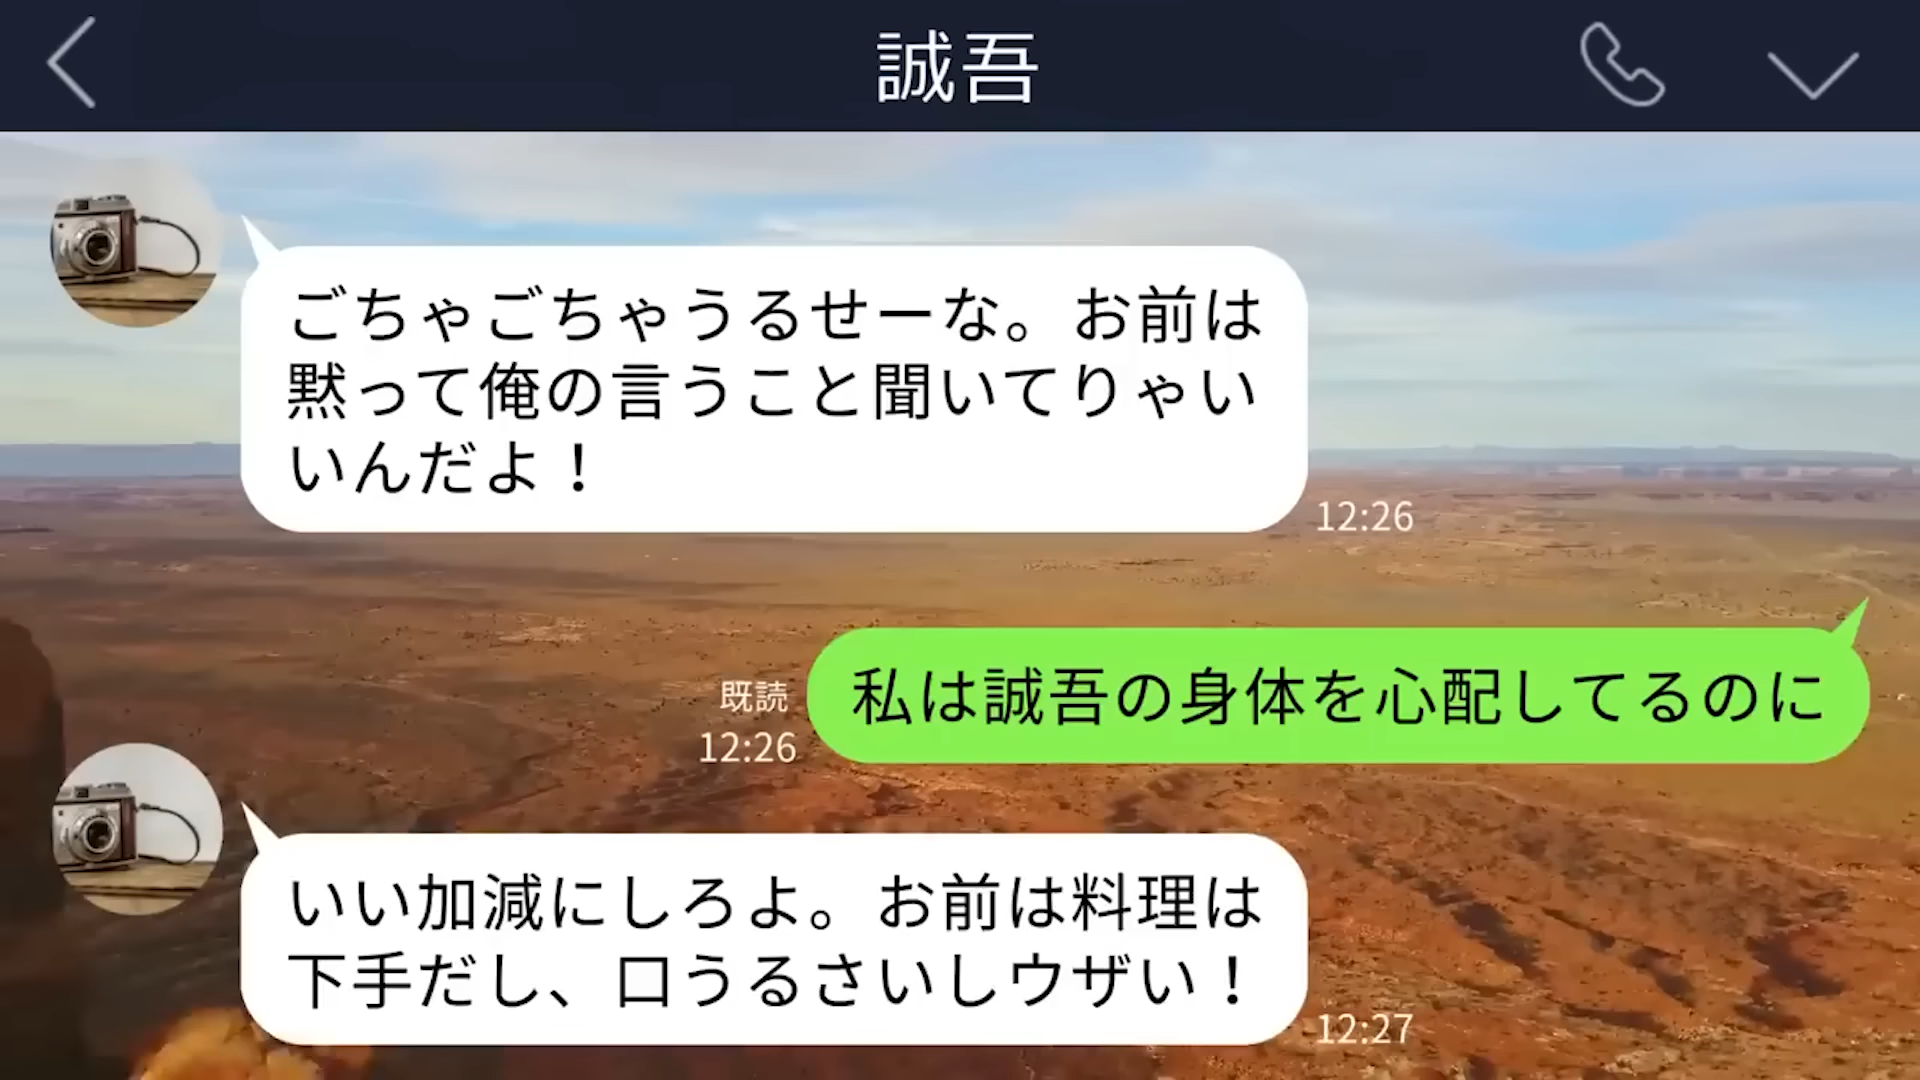 誠吾
ごちゃごちゃうるせーな。お前は
黙って俺の言うこと聞いてりゃい
いんだよ！
12:26
私は誠吾の身体を心配してるのに
既読
12:26
いい加減にしろよ。お前は料理は
下手だし、口うるさいしウザい！
12:27